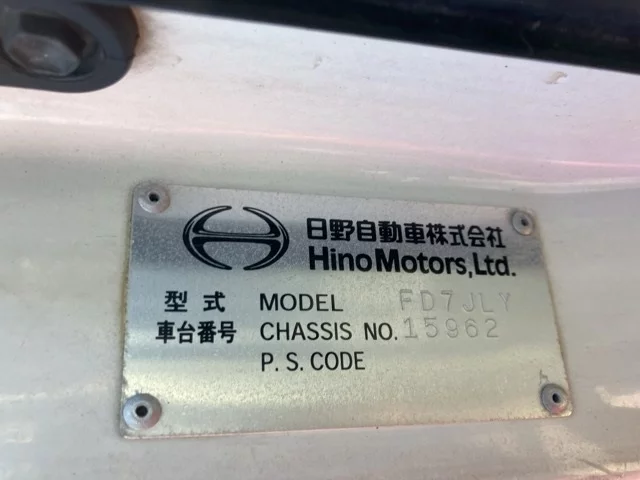 日野自動車株式会社
Hino Motors, Ltd.
型式 MODEL FD7JLY
車台番号 CHASSIS NO. 15962
P. S. CODE